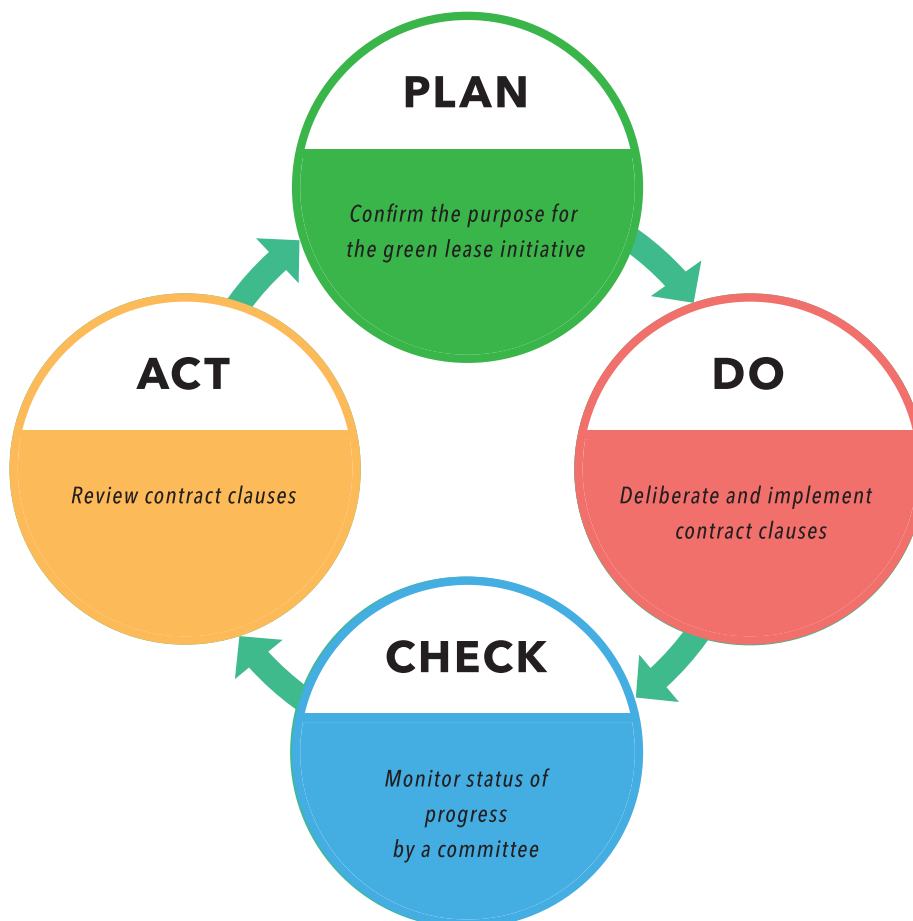 PLAN
Confirm the purpose for
the green lease initiative
ACT
Review contract clauses
DO
Deliberate and implement
contract clauses
CHECK
Monitor status of
progress
by a committee